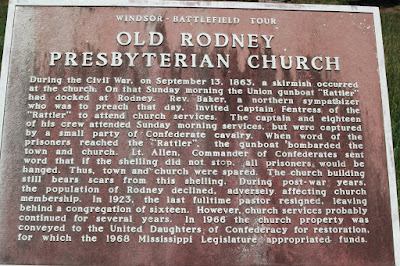 WINDSOR - BATTLEFIELD TOUR
OLD RODNEY
PRESBYTERIAN CHURCH
During the Civil War, on September 13, 1863, a skirmish occurred
at the church. On that Sunday morning the Union gunboat "Rattler"
had docked at Rodney. Rev. Baker, a northern sympathizer
who was to preach that day, invited Captain Fentress of the
"Rattler" to attend church services. The captain and eighteen
of his crew attended Sunday morning services, but were captured
by a small party of Confederate cavalry. When word of the
prisoners reached the "Rattler", the gunboat bombarded the
town and church. Lt. Allen, Commander of Confederates sent
word that if the shelling did not stop, all prisoners would be
hanged. Thus, town and church were spared. The church building
still bears scars from this shelling. During post-war years,
the population of Rodney declined, adversely affecting church
membership. In 1923, the last fulltime pastor resigned, leaving
behind a congregation of sixteen. However, church services probably
continued for several years. In 1966 the church property was
conveyed to the United Daughters of Confederacy for restoration,
for which the 1968 Mississippi Legislature appropriated funds.